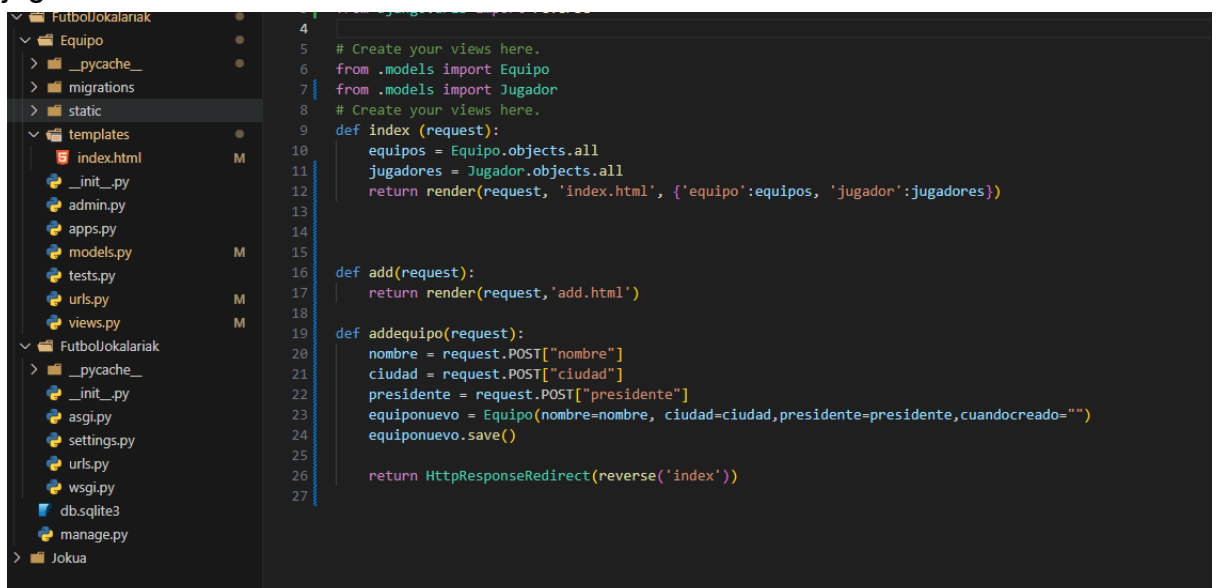 FutbolJokalariak
Equipo
__pycache__
migrations
static
templates
index.html M
__init__.py
admin.py
apps.py
models.py M
tests.py
urls.py M
views.py M
FutbolJokalariak
__pycache__
__init__.py
asgi.py
settings.py
urls.py
wsgi.py
db.sqlite3
manage.py
Jokua
4
5 # Create your views here.
6 from .models import Equipo
7 from .models import Jugador
8 # Create your views here.
9 def index (request):
10 equipos = Equipo.objects.all
11 jugadores = Jugador.objects.all
12 return render(request, 'index.html', {'equipo':equipos, 'jugador':jugadores})
13
14
15
16 def add(request):
17 return render(request,'add.html')
18
19 def addequipo(request):
20 nombre = request.POST["nombre"]
21 ciudad = request.POST["ciudad"]
22 presidente = request.POST["presidente"]
23 equiponuevo = Equipo(nombre=nombre, ciudad=ciudad,presidente=presidente,cuandocreado="")
24 equiponuevo.save()
25
26 return HttpResponseRedirect(reverse('index'))
27